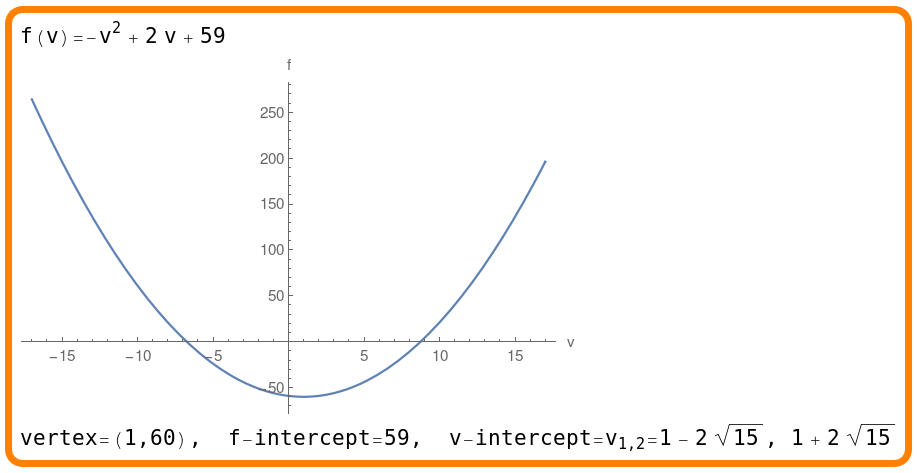 f(v)=-v² + 2 v + 59
f
250
200
150
100
50
-15 -10 -5 5 10 15 v
-50
vertex=(1,60), f-intercept=59, v-intercept=v₁,₂=1 - 2 √15, 1 + 2 √15